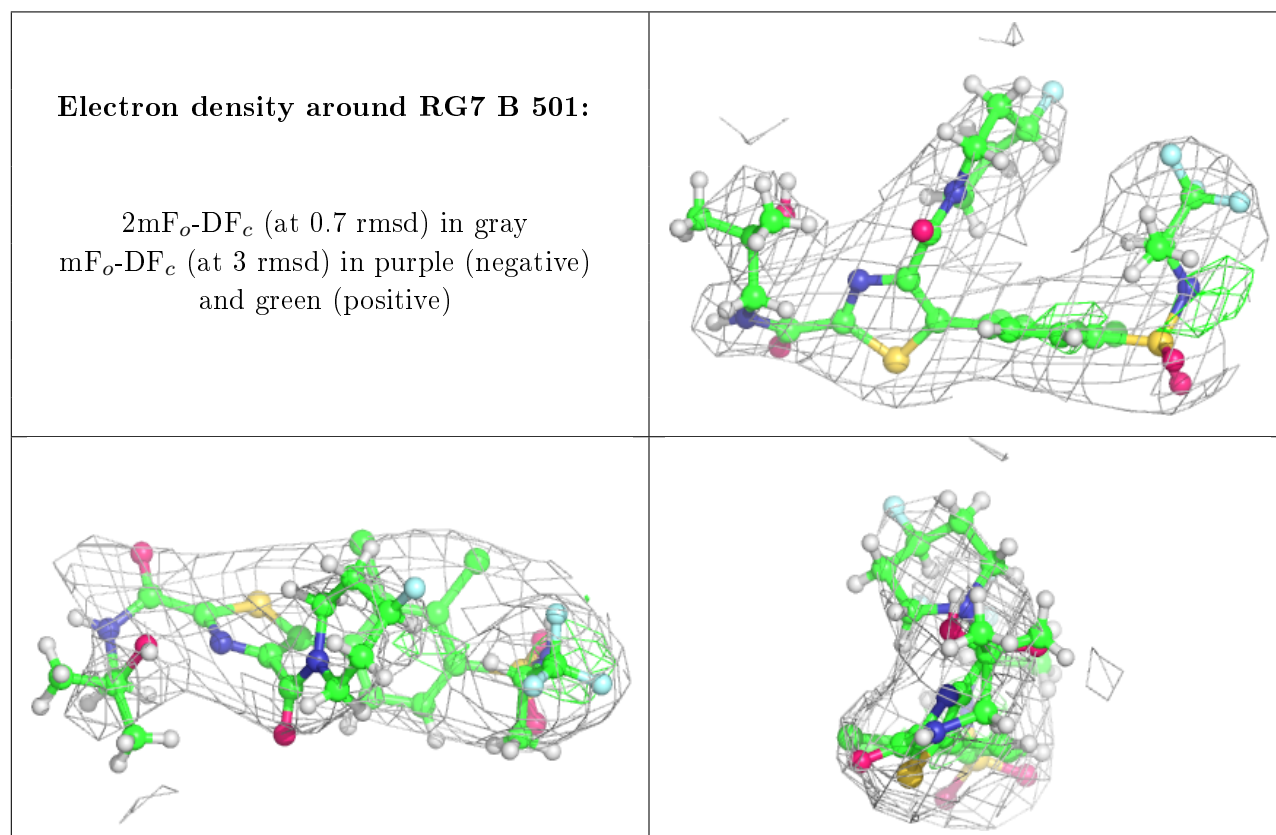 Electron density around RG7 B 501:
2mFo-DFc (at 0.7 rmsd) in gray
mFo-DFc (at 3 rmsd) in purple (negative)
and green (positive)